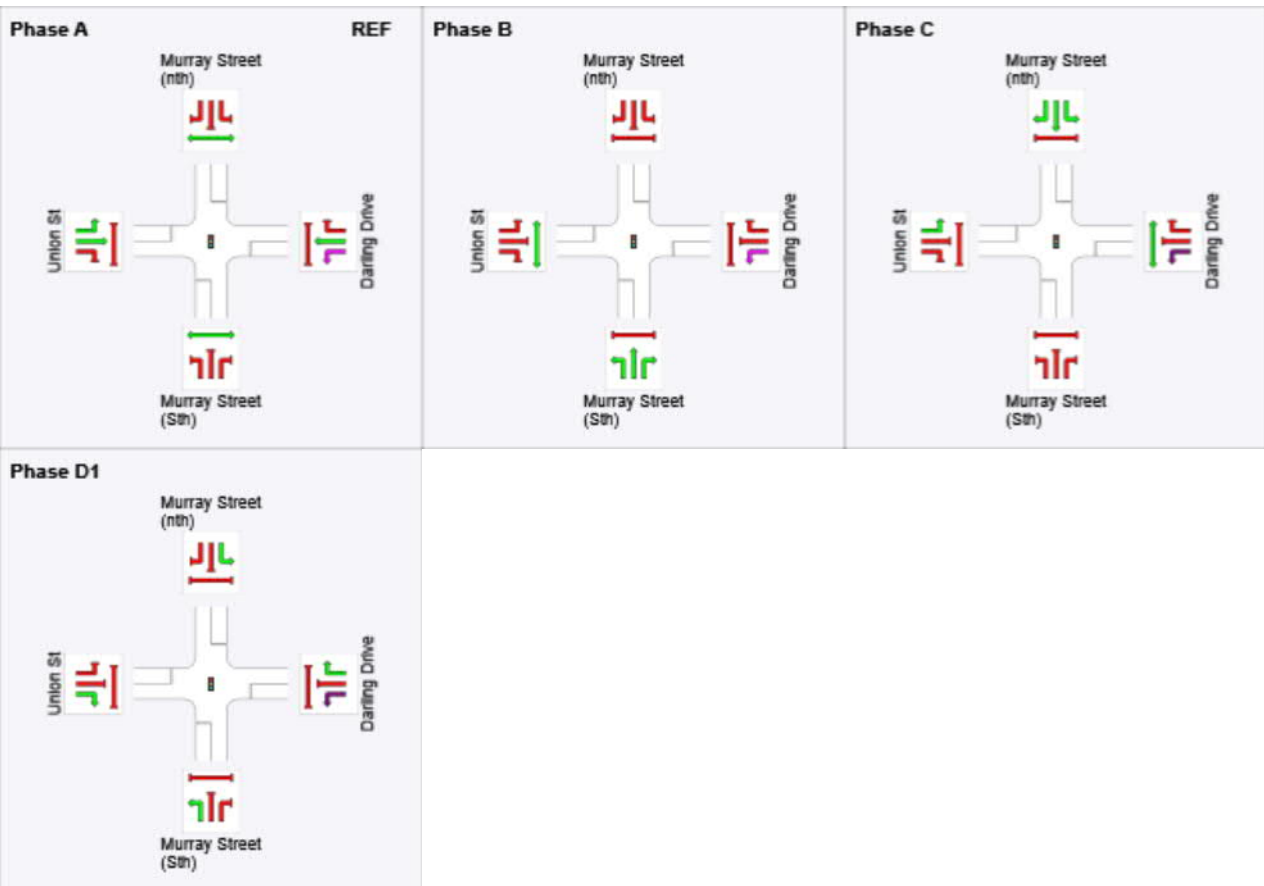 Phase A
REF
Murray Street
(nth)
Union St
Darling Drive
Murray Street
(Sth)
Phase B
Murray Street
(nth)
Union St
Darling Drive
Murray Street
(Sth)
Phase C
Murray Street
(nth)
Union St
Darling Drive
Murray Street
(Sth)
Phase D1
Murray Street
(nth)
Union St
Darling Drive
Murray Street
(Sth)